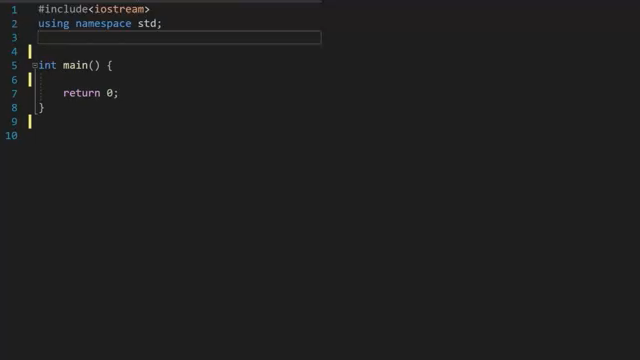 1 #include<iostream>
2 using namespace std;
3
4
5 int main() {
6
7 return 0;
8 }
9
10